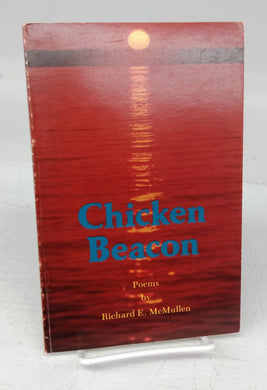 Chicken
Beacon
Poems
by
Richard E. McMullen